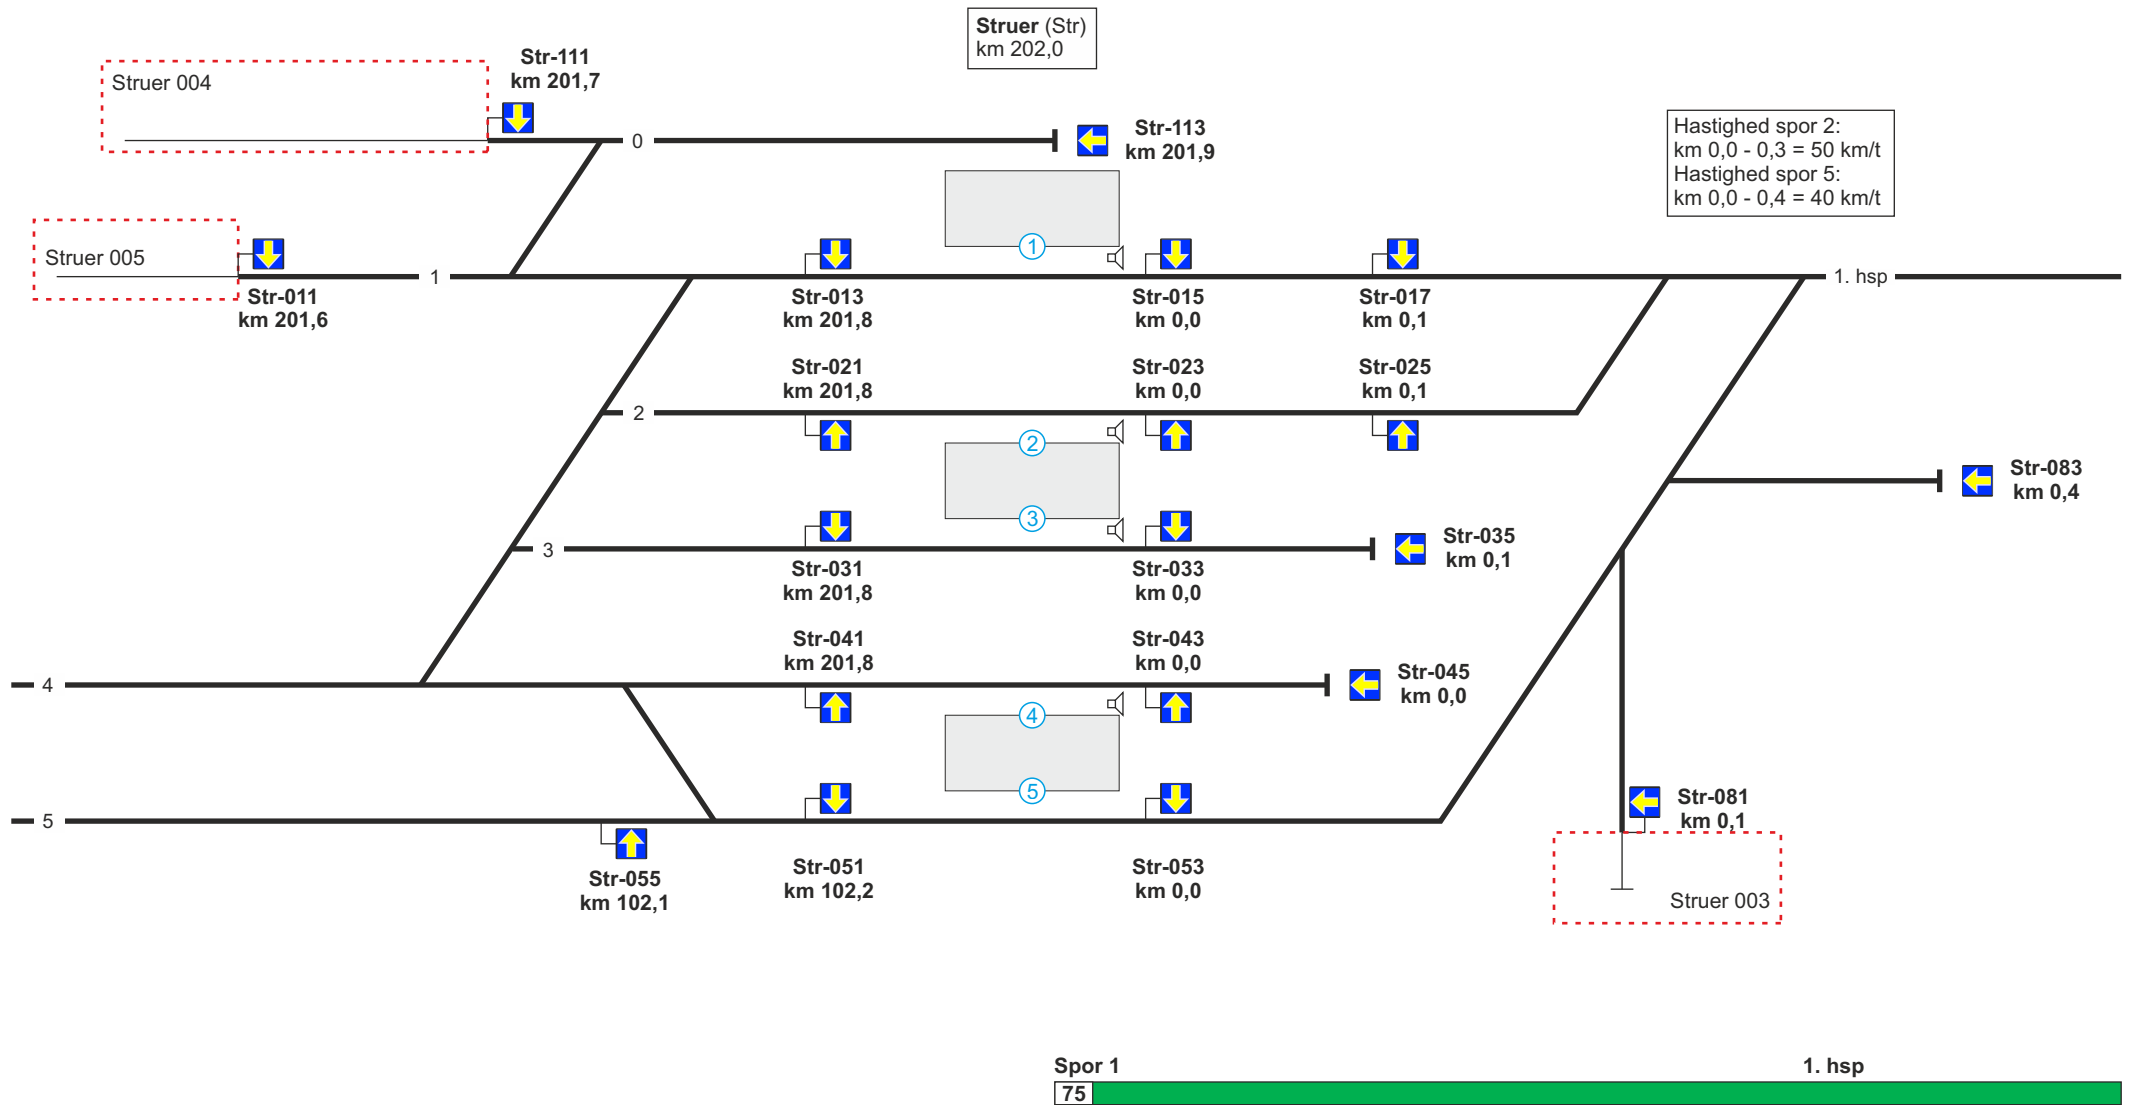 Struer (Str)
km 202,0
Str-111
km 201,7
Struer 004
0
Str-113
km 201,9
Hastighed spor 2:
km 0,0 - 0,3 = 50 km/t
Hastighed spor 5:
km 0,0 - 0,4 = 40 km/t
Struer 005
1
1
1. hsp
Str-011
km 201,6
Str-013
km 201,8
Str-015
km 0,0
Str-017
km 0,1
Str-021
km 201,8
Str-023
km 0,0
Str-025
km 0,1
2
2
Str-083
km 0,4
3
3
Str-035
km 0,1
Str-031
km 201,8
Str-033
km 0,0
Str-041
km 201,8
Str-043
km 0,0
4
Str-045
km 0,0
4
5
Str-081
km 0,1
5
Str-055
km 102,1
Str-051
km 102,2
Str-053
km 0,0
Struer 003
Spor 1
1. hsp
75